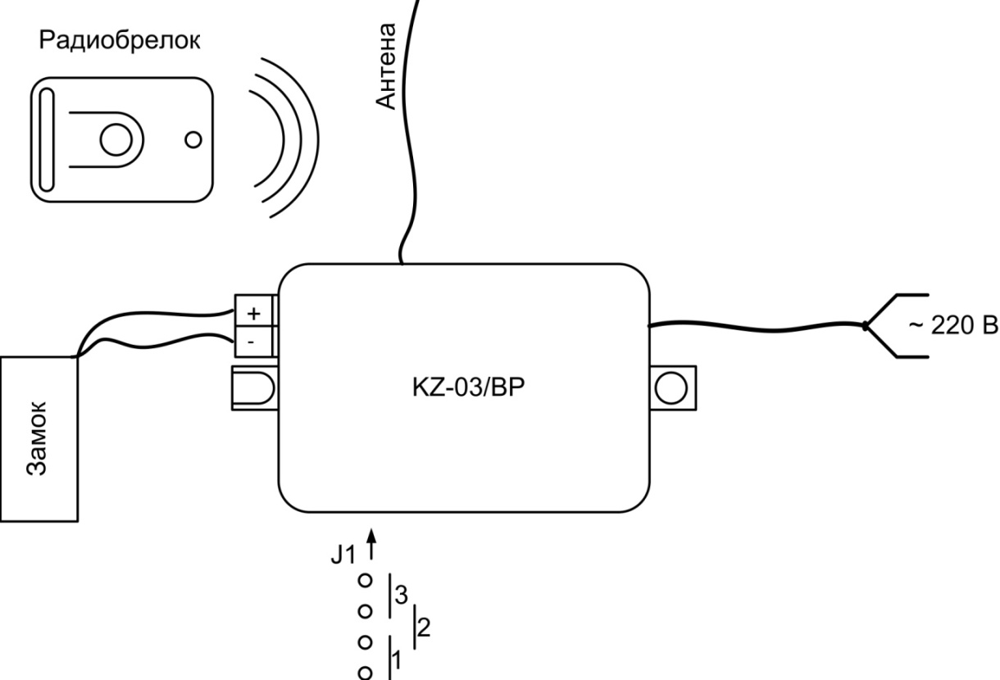 Радиобрелок
Антена
+
-
~ 220 В
KZ-03/BP
Замок
J1
3
2
1